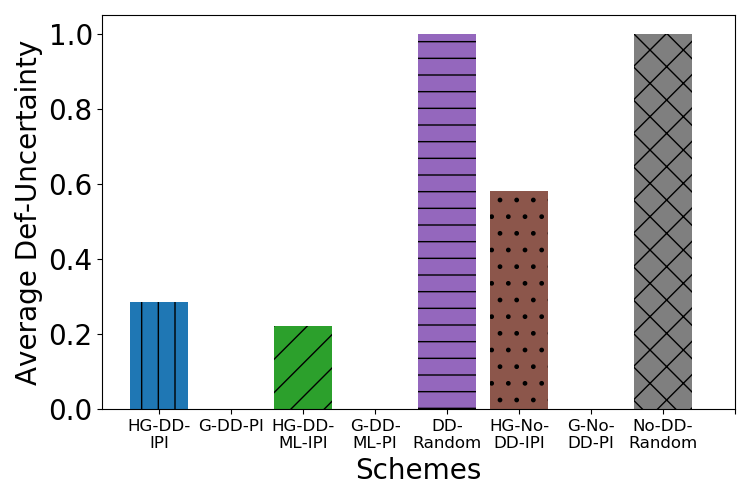 Average Def-Uncertainty
1.0
0.8
0.6
0.4
0.2
0.0
HG-DD-
IPI
G-DD-PI
HG-DD-
ML-IPI
G-DD-
ML-PI
DD-
Random
HG-No-
DD-IPI
G-No-
DD-PI
No-DD-
Random
Schemes